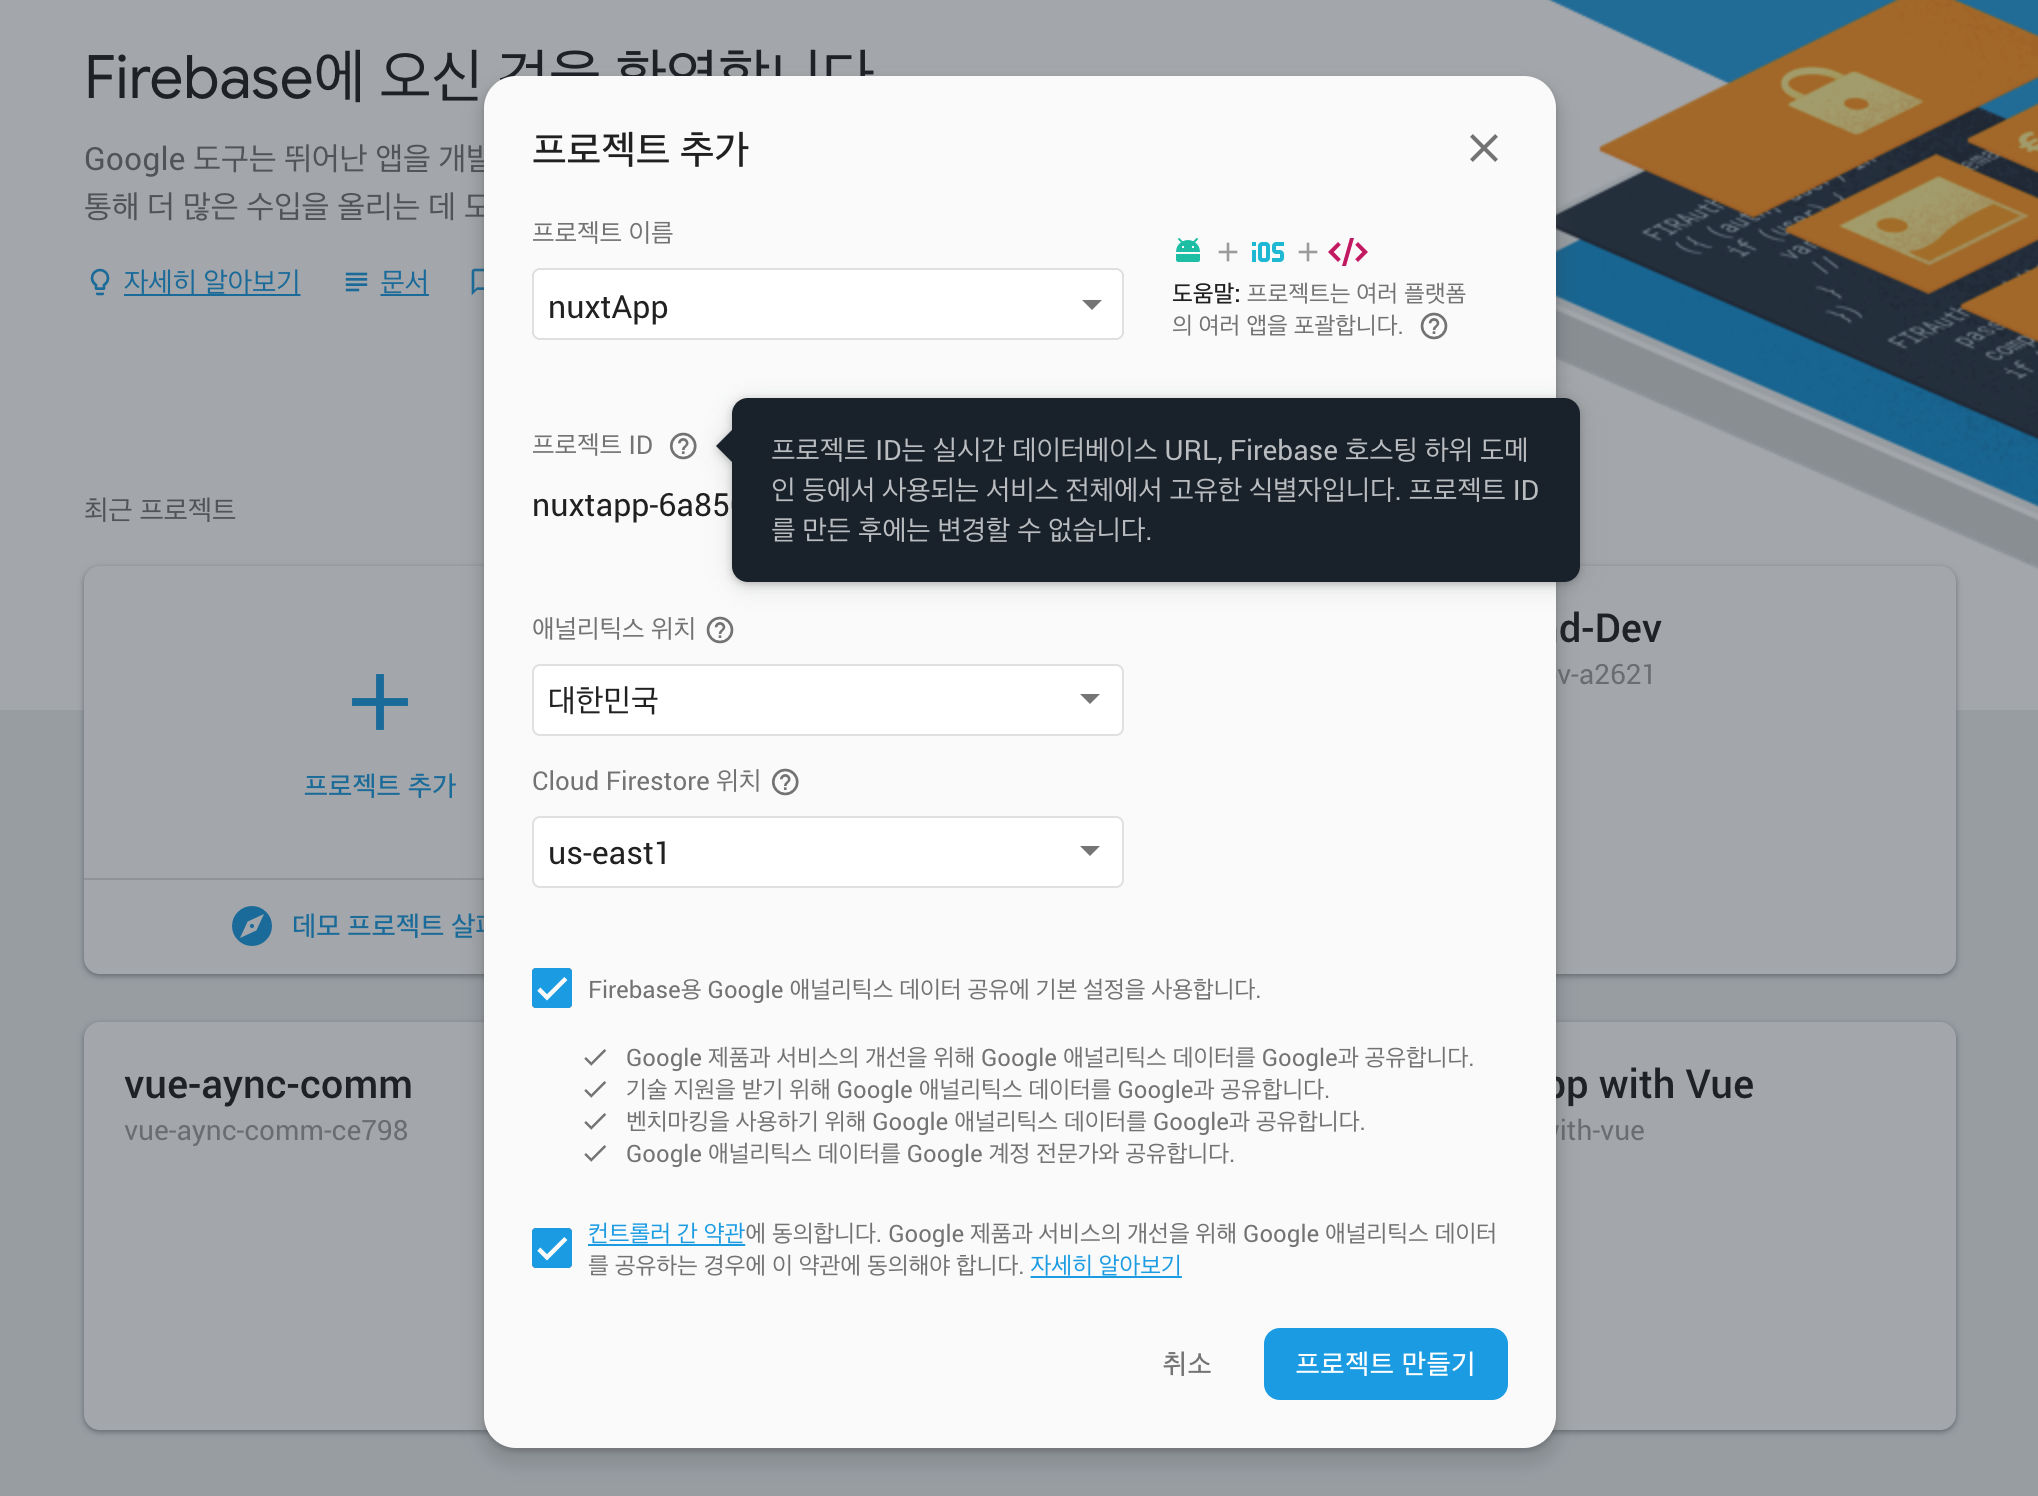 Firebase에 오신 것을 환영합니다
Google 도구는 뛰어난 앱을 개발
통해 더 많은 수입을 올리는 데 도
자세히 알아보기
문서
최근 프로젝트
프로젝트 추가
데모 프로젝트 살펴
vue-aync-comm
vue-aync-comm-ce798
프로젝트 추가
프로젝트 이름
nuxtApp
iOS
도움말: 프로젝트는 여러 플랫폼
의 여러 앱을 포괄합니다.
프로젝트 ID
nuxtapp-6a85
프로젝트 ID는 실시간 데이터베이스 URL, Firebase 호스팅 하위 도메
인 등에서 사용되는 서비스 전체에서 고유한 식별자입니다. 프로젝트 ID
를 만든 후에는 변경할 수 없습니다.
애널리틱스 위치
대한민국
Cloud Firestore 위치
us-east1
Firebase용 Google 애널리틱스 데이터 공유에 기본 설정을 사용합니다.
Google 제품과 서비스의 개선을 위해 Google 애널리틱스 데이터를 Google과 공유합니다.
기술 지원을 받기 위해 Google 애널리틱스 데이터를 Google과 공유합니다.
벤치마킹을 사용하기 위해 Google 애널리틱스 데이터를 Google과 공유합니다.
Google 애널리틱스 데이터를 Google 계정 전문가와 공유합니다.
컨트롤러 간 약관에 동의합니다. Google 제품과 서비스의 개선을 위해 Google 애널리틱스 데이터
를 공유하는 경우에 이 약관에 동의해야 합니다. 자세히 알아보기
취소
프로젝트 만들기
d-Dev
v-a2621
pp with Vue
ith-vue